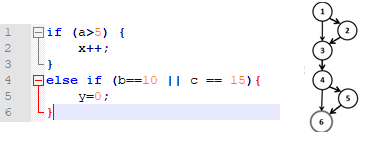 1 if (a>5) {
2 x++;
3 }
4 else if (b==10 || c == 15){
5 y=0;
6 }
1
2
3
4
5
6